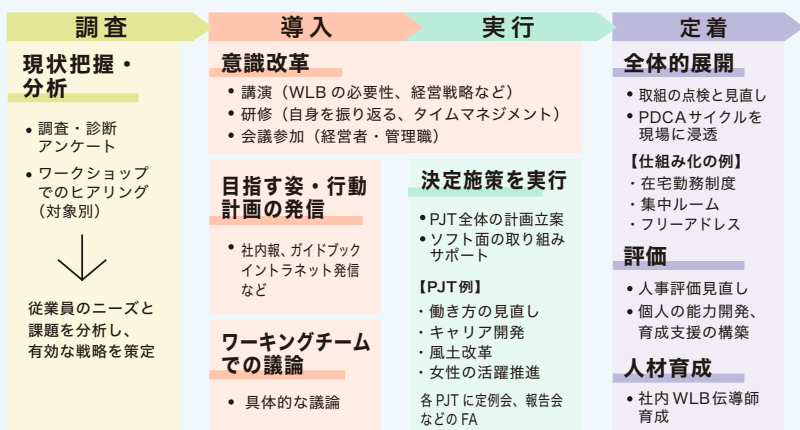 調査
現状把握・
分析
• 調査・診断
アンケート
• ワークショップ
でのヒアリング
（対象別）
従業員のニーズと
課題を分析し、
有効な戦略を策定
導入
意識改革
• 講演（WLB の必要性、経営戦略など）
• 研修（自身を振り返る、タイムマネジメント）
• 会議参加（経営者・管理職）
目指す姿・行動
計画の発信
• 社内報、ガイドブック
イントラネット発信
など
ワーキングチーム
での議論
• 具体的な議論
実行
決定施策を実行
• PJT 全体の計画立案
• ソフト面の取り組み
サポート
【PJT例】
・働き方の見直し
・キャリア開発
・風土改革
・女性の活躍推進
各 PJT に定例会、報告会
などの FA
定着
全体的展開
• 取組の点検と見直し
• PDCAサイクルを
現場に浸透
【仕組み化の例】
・在宅勤務制度
・集中ルーム
・フリーアドレス
評価
• 人事評価見直し
• 個人の能力開発、
育成支援の構築
人材育成
• 社内 WLB 伝導師
育成